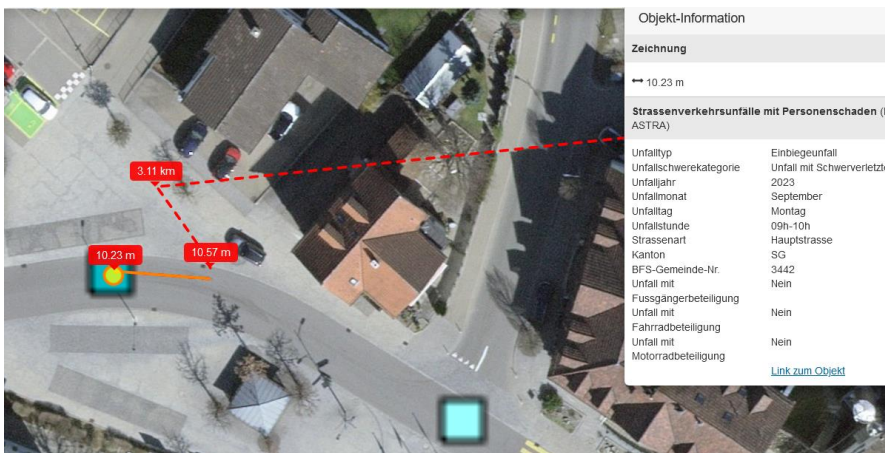 Objekt-Information
Zeichnung
10.23 m
Strassenverkehrsunfälle mit Personenschaden
ASTRA)
Unfalltyp Einbiegeunfall
Unfallschwerekategorie Unfall mit
Unfalljahr 2023
Unfallmonat September
Unfalltag Montag
Unfallstunde 09h-10h
Strassenart Hauptstrasse
Kanton SG
BFS-Gemeinde-Nr. 3442
Unfall mit Nein
Fussgängerbeteiligung
Unfall mit Nein
Fahrradbeteiligung
Unfall mit Nein
Motorradbeteiligung
Link zum Objekt
3.11 km
10.23 m
10.57 m